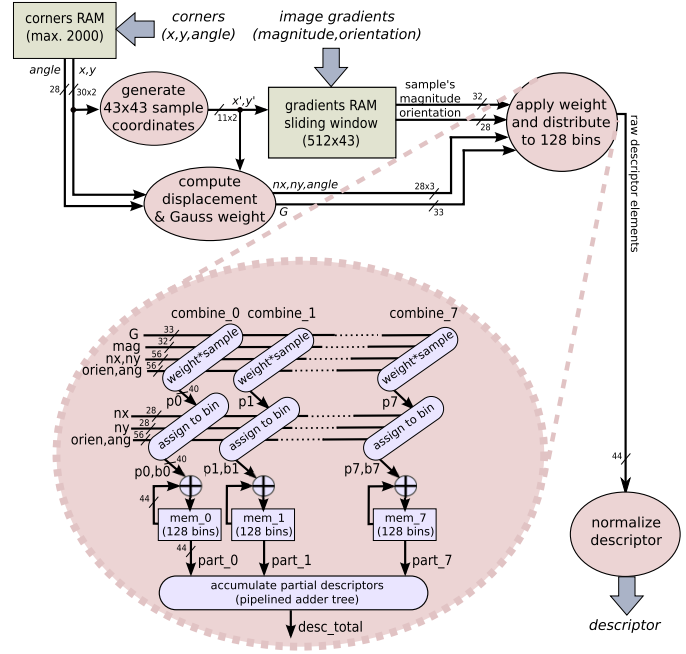 corners RAM
(max. 2000)
corners
(x,y,angle)
image gradients
(magnitude,orientation)
angle
x,y
28
30x2
generate
43x43 sample
coordinates
x',y'
11x2
gradients RAM
sliding window
(512x43)
sample's
magnitude
32
orientation
28
apply weight
and distribute
to 128 bins
raw descriptor elements
compute
displacement
& Gauss weight
nx,ny,angle
28x3
G
33
combine_0
combine_1
combine_7
G
33
mag
32
nx,ny
56
orien,ang
56
weight*sample
weight*sample
weight*sample
p0
40
p1
p7
nx
28
ny
28
orien,ang
56
assign to bin
assign to bin
assign to bin
p0,b0
40
p1,b1
p7,b7
44
mem_0
(128 bins)
mem_1
(128 bins)
mem_7
(128 bins)
44
part_0
part_1
part_7
accumulate partial descriptors
(pipelined adder tree)
desc_total
44
normalize
descriptor
descriptor